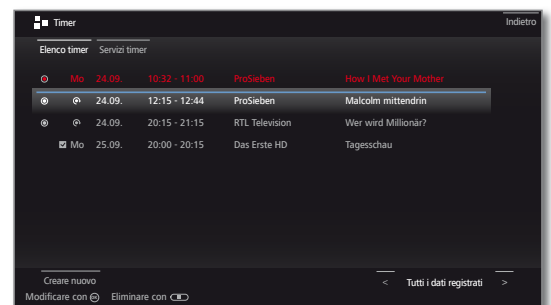 Timer Indietro
Elenco timer Servizi timer
Mo 24.09. 10:32 - 11:00 ProSieben How I Met Your Mother
24.09. 12:15 - 12:44 ProSieben Malcolm mittendrin
24.09. 20:15 - 21:15 RTL Television Wer wird Millionär?
Mo 25.09. 20:00 - 20:15 Das Erste HD Tagesschau
Creare nuovo < Tutti i dati registrati >
Modificare con OK Eliminare con